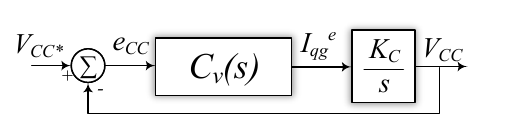 V_CC* + Σ - e_CC C_v(s) I_qg^e K_C/s V_CC